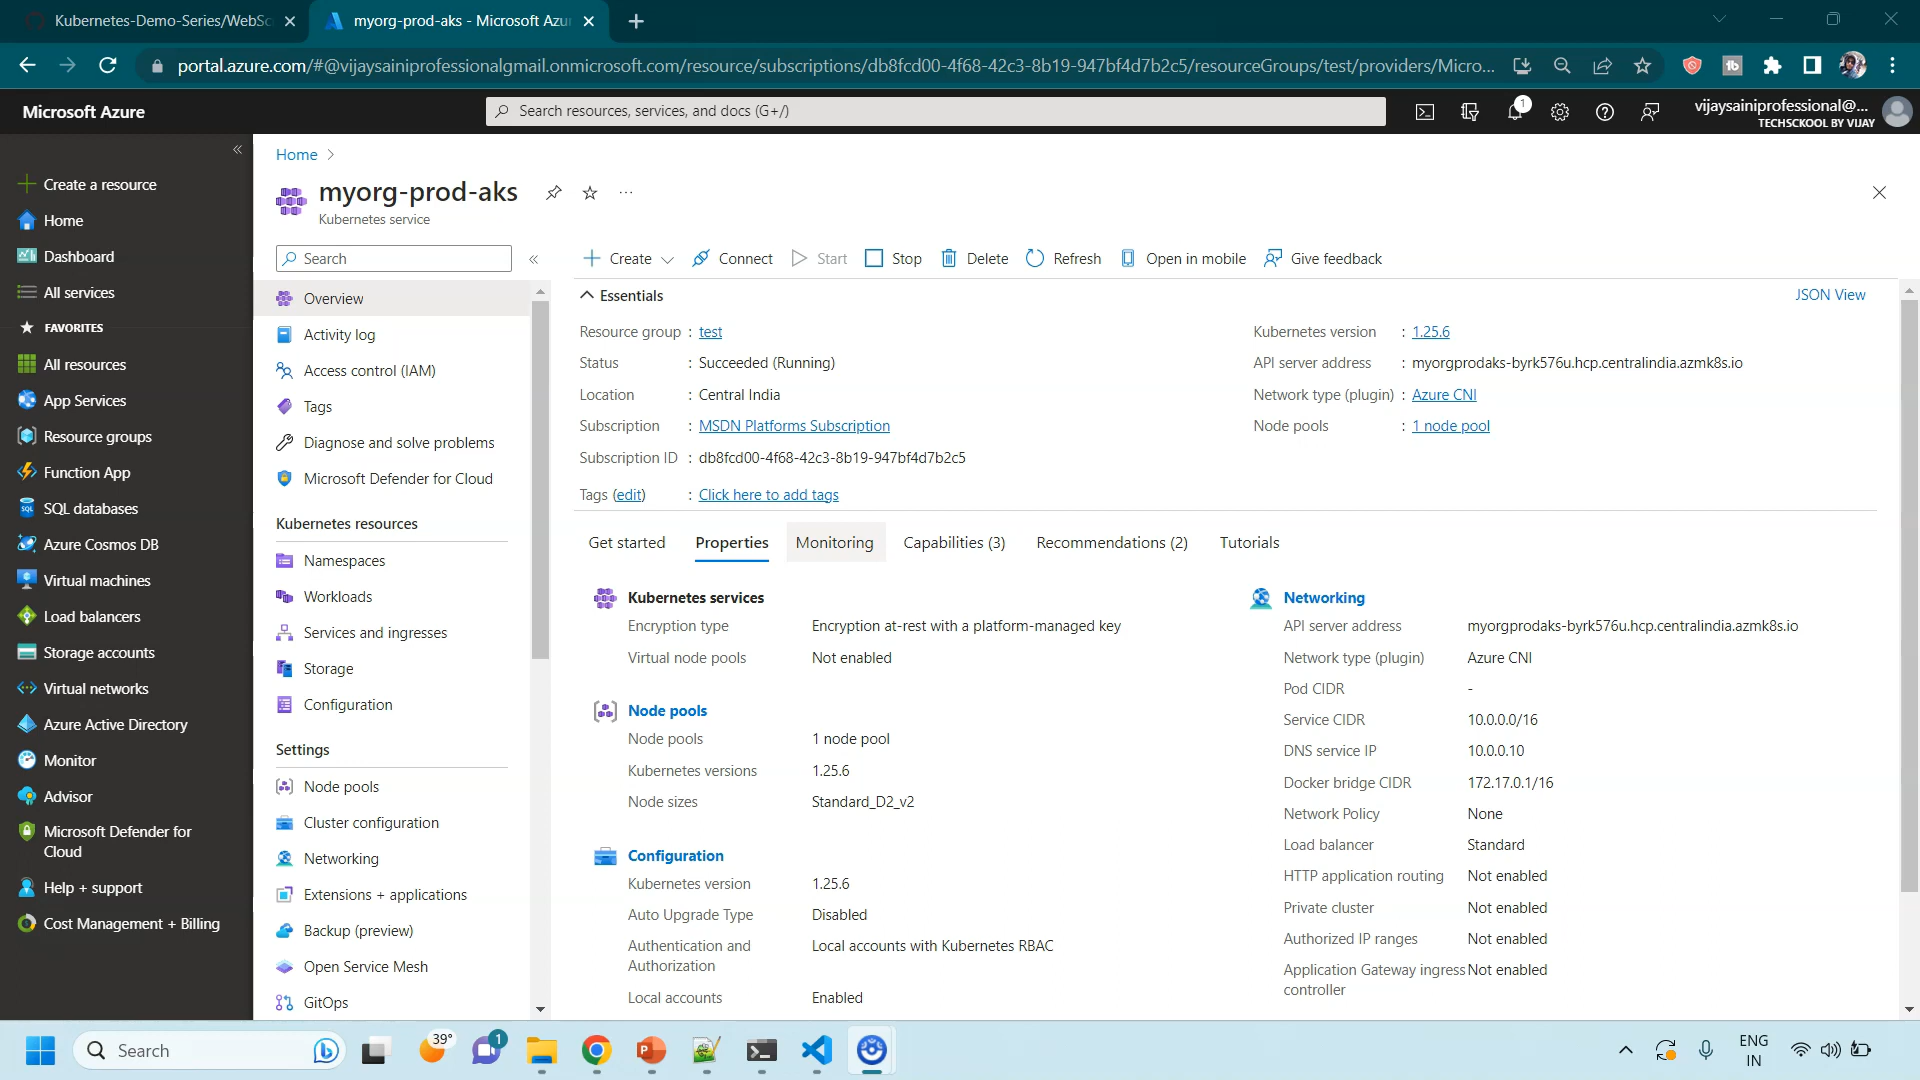 Kubernetes-Demo-Series/WebSc
myorg-prod-aks - Microsoft Azu
portal.azure.com/#@vijaysainiprofessionalgmail.onmicrosoft.com/resource/subscriptions/db8fcd00-4f68-42c3-8b19-947bf4d7b2c5/resourceGroups/test/providers/Micro...
Microsoft Azure
Search resources, services, and docs (G+/)
1
vijaysainiprofessional@...
TECHSCKOOL BY VIJAY
Create a resource
Home
Dashboard
All services
FAVORITES
All resources
App Services
Resource groups
Function App
SQL databases
Azure Cosmos DB
Virtual machines
Load balancers
Storage accounts
Virtual networks
Azure Active Directory
Monitor
Advisor
Microsoft Defender for
Cloud
Help + support
Cost Management + Billing
Home
myorg-prod-aks
Kubernetes service
Search
Overview
Activity log
Access control (IAM)
Tags
Diagnose and solve problems
Microsoft Defender for Cloud
Kubernetes resources
Namespaces
Workloads
Services and ingresses
Storage
Configuration
Settings
Node pools
Cluster configuration
Networking
Extensions + applications
Backup (preview)
Open Service Mesh
GitOps
Create
Connect
Start
Stop
Delete
Refresh
Open in mobile
Give feedback
Essentials
JSON View
Resource group : test
Status : Succeeded (Running)
Location : Central India
Subscription : MSDN Platforms Subscription
Subscription ID : db8fcd00-4f68-42c3-8b19-947bf4d7b2c5
Tags (edit) : Click here to add tags
Kubernetes version : 1.25.6
API server address : myorgprodaks-byrk576u.hcp.centralindia.azmk8s.io
Network type (plugin) : Azure CNI
Node pools : 1 node pool
Get started
Properties
Monitoring
Capabilities (3)
Recommendations (2)
Tutorials
Kubernetes services
Encryption type Encryption at-rest with a platform-managed key
Virtual node pools Not enabled
Node pools
Node pools 1 node pool
Kubernetes versions 1.25.6
Node sizes Standard_D2_v2
Configuration
Kubernetes version 1.25.6
Auto Upgrade Type Disabled
Authentication and Local accounts with Kubernetes RBAC
Authorization
Local accounts Enabled
Networking
API server address myorgprodaks-byrk576u.hcp.centralindia.azmk8s.io
Network type (plugin) Azure CNI
Pod CIDR -
Service CIDR 10.0.0.0/16
DNS service IP 10.0.0.10
Docker bridge CIDR 172.17.0.1/16
Network Policy None
Load balancer Standard
HTTP application routing Not enabled
Private cluster Not enabled
Authorized IP ranges Not enabled
Application Gateway ingress Not enabled
controller
Search
39°
1
ENG
IN